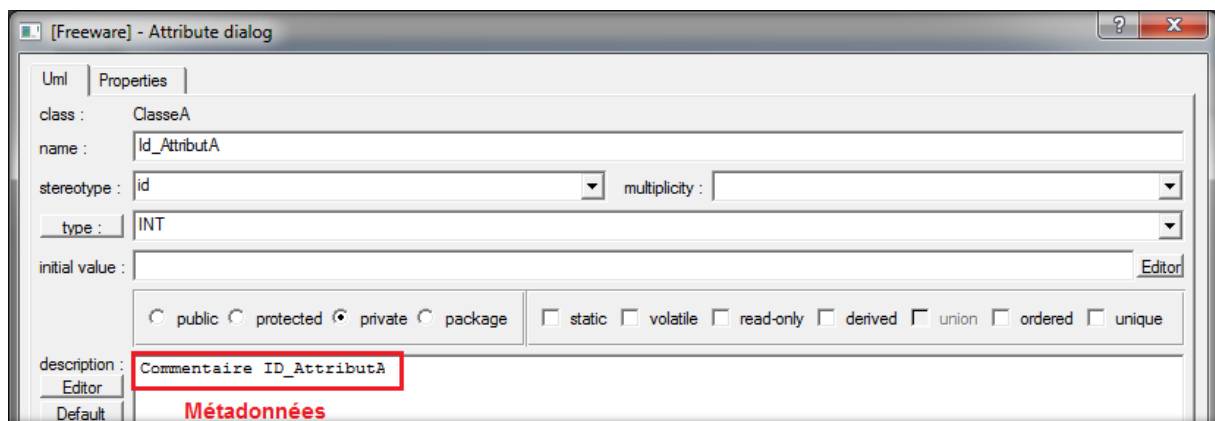 [Freeware] - Attribute dialog
?
X
Uml Properties
class : ClasseA
name : Id_AttributA
stereotype : id multiplicity :
type : INT
initial value : Editor
public protected private package static volatile read-only derived union ordered unique
description : Commentaire ID_AttributA
Editor
Default Métadonnées